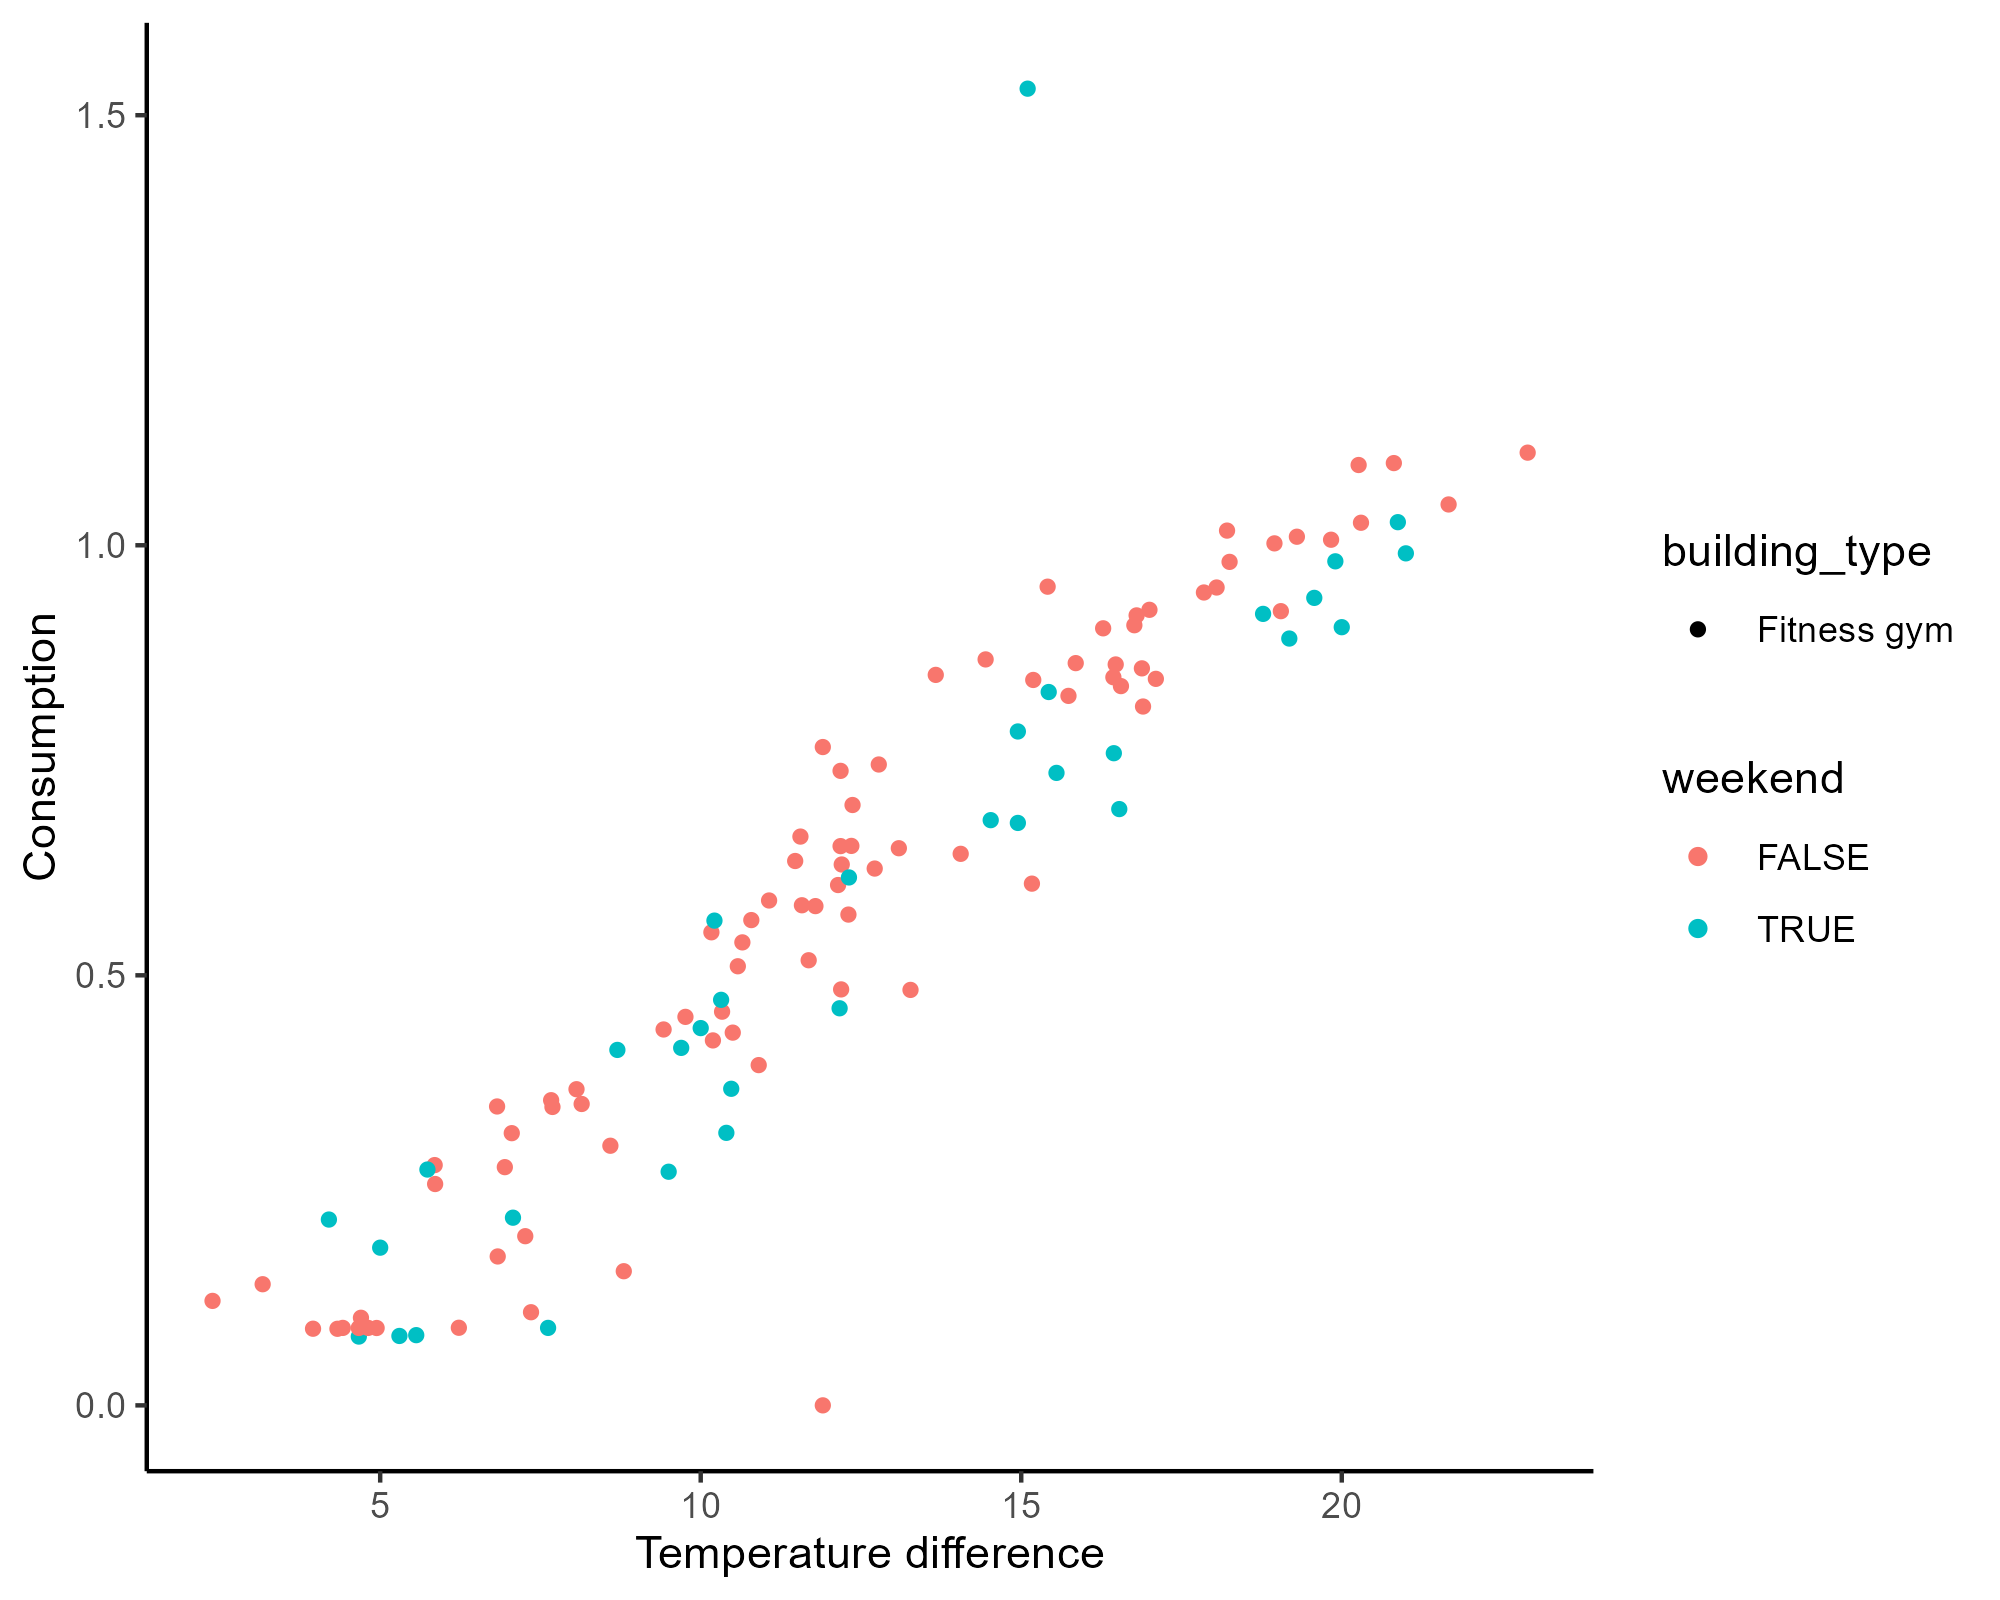 1.5
1.0
0.5
0.0
Consumption
5 10 15 20
Temperature difference
building_type
Fitness gym
weekend
FALSE
TRUE